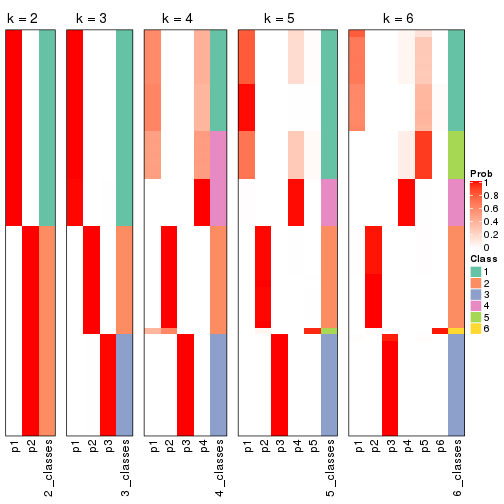 k = 2
k = 3
k = 4
k = 5
k = 6
Prob
1
0.8
0.6
0.4
0.2
0
Class
1
2
3
4
5
6
p1
p2
2_classes
p1
p2
p3
3_classes
p1
p2
p3
p4
4_classes
p1
p2
p3
p4
p5
5_classes
p1
p2
p3
p4
p5
p6
6_classes